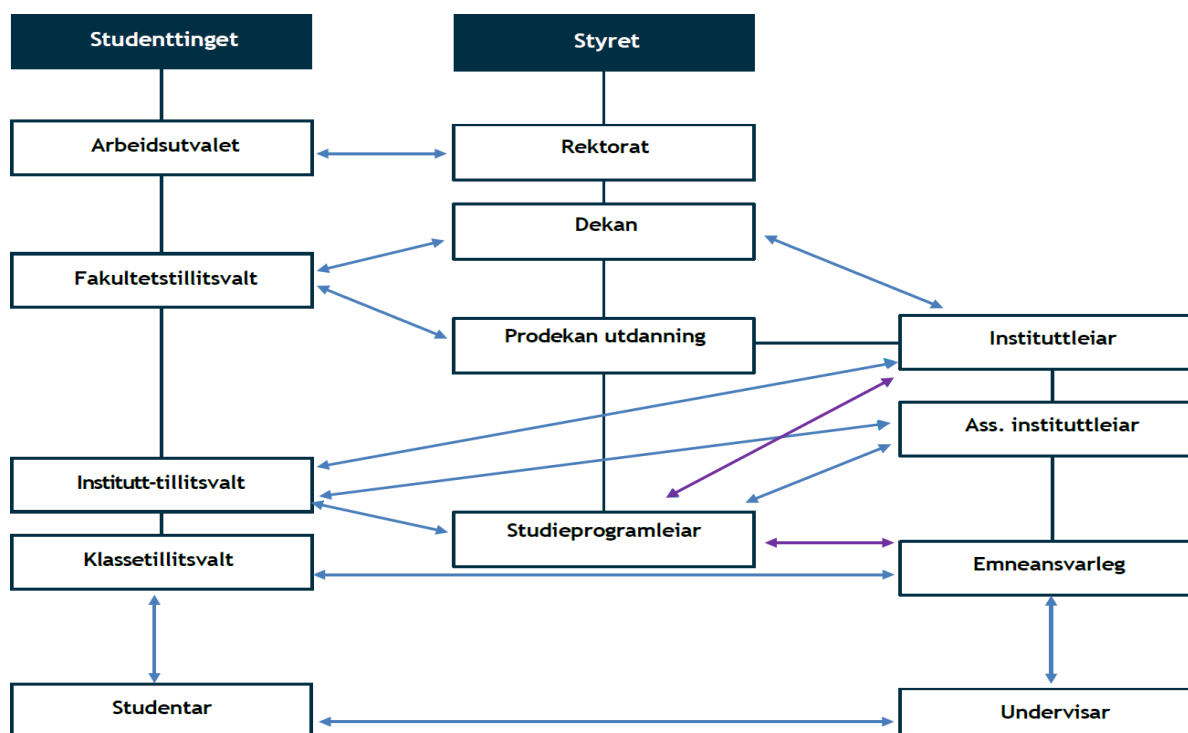 Studenttinget
Styret
Arbeidsutvalet
Rektorat
Dekan
Fakultetstillitsvalt
Prodekan utdanning
Instituttleiar
Ass. instituttleiar
Institutt-tillitsvalt
Studieprogramleiar
Klassetillitsvalt
Emneansvarleg
Studentar
Undervisar